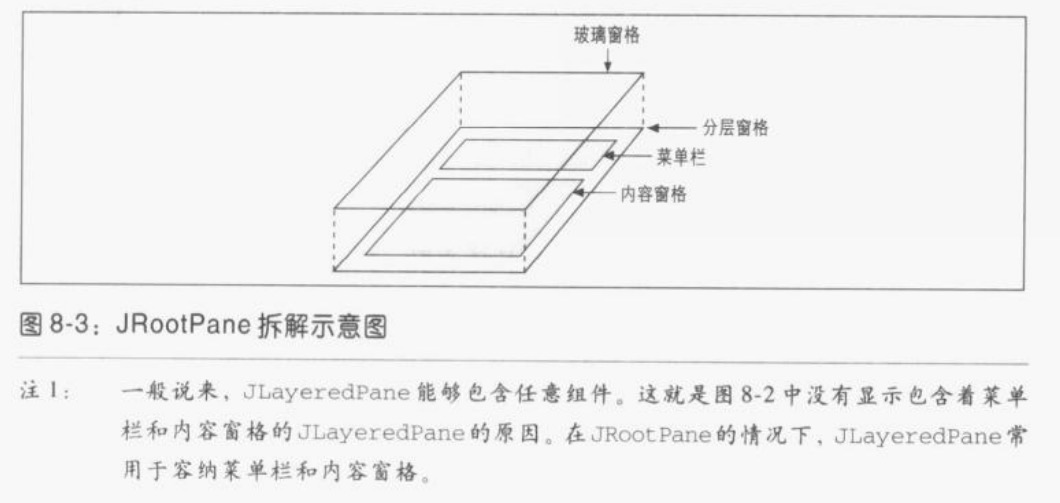 玻璃窗格
分层窗格
菜单栏
内容窗格
图 8-3：JRootPane 拆解示意图
注 1： 一般说来，JLayeredPane 能够包含任意组件。这就是图 8-2 中没有显示包含着菜单
栏和内容窗格的 JLayeredPane 的原因。在 JRootPane 的情况下，JLayeredPane 常
用于容纳菜单栏和内容窗格。